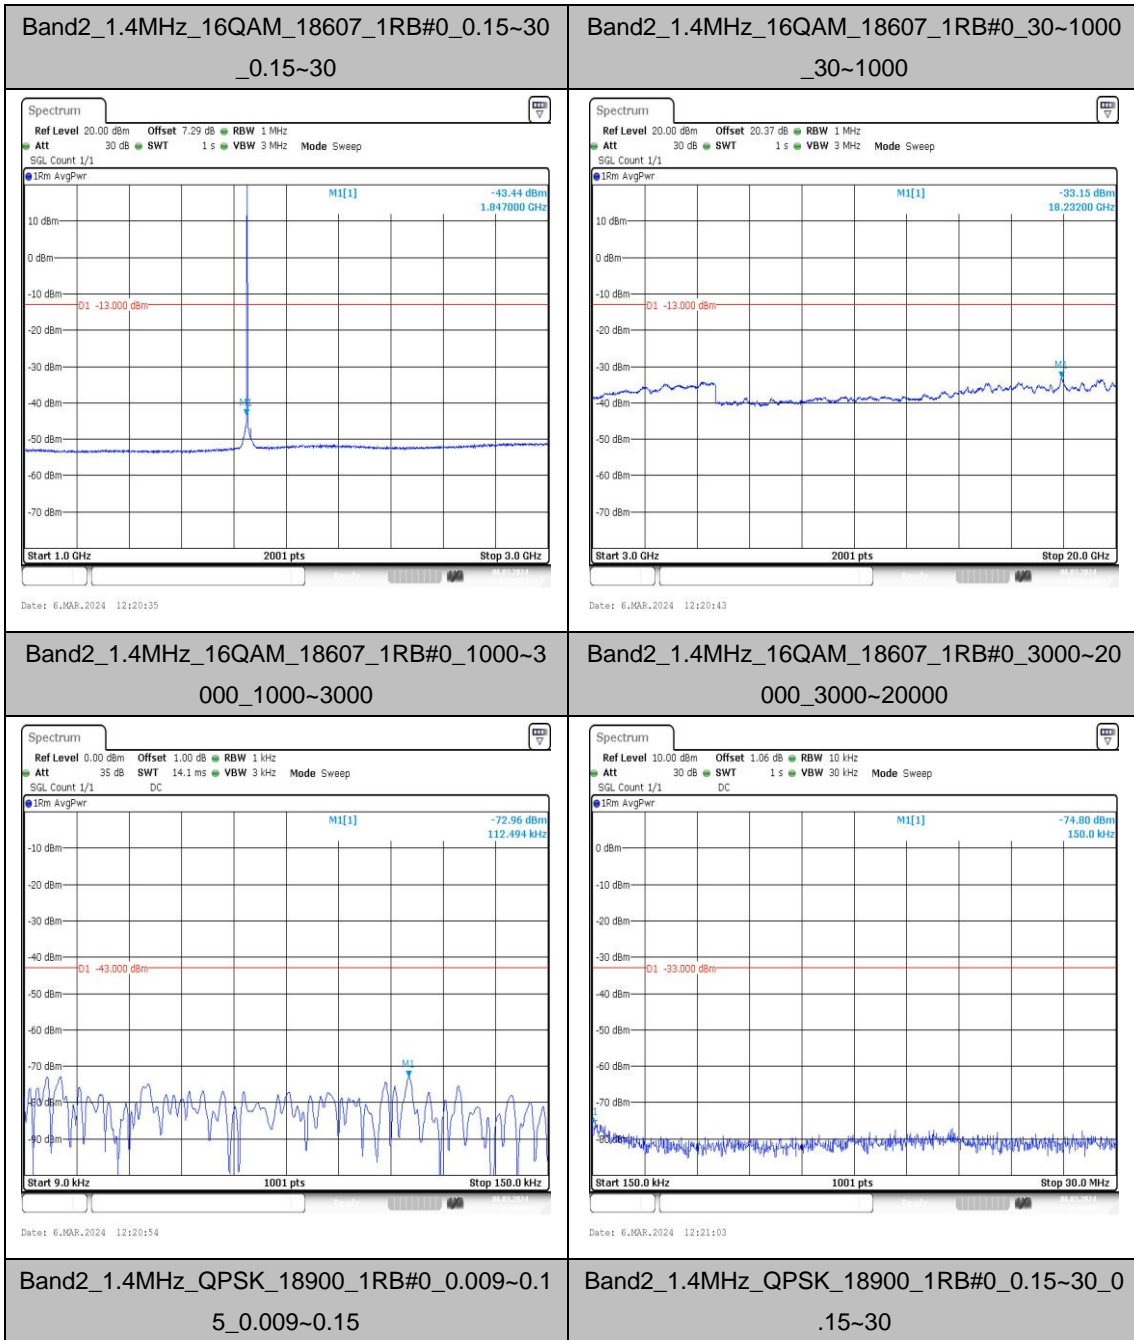 Band2_1.4MHz_16QAM_18607_1RB#0_0.15~30
_0.15~30
Band2_1.4MHz_16QAM_18607_1RB#0_30~1000
_30~1000
Spectrum
Ref Level 20.00 dBm Offset 7.29 dB RBW 1 MHz
Att 30 dB SWT 1 s VBW 3 MHz Mode Sweep
SGL Count 1/1
1Rm AvgPwr
M1[1] -43.44 dBm
1.847000 GHz
10 dBm
0 dBm
-10 dBm
D1 -13.000 dBm
-20 dBm
-30 dBm
-40 dBm
M1
-50 dBm
-60 dBm
-70 dBm
Start 1.0 GHz 2001 pts Stop 3.0 GHz
Date: 6.MAR.2024 12:20:35
Spectrum
Ref Level 20.00 dBm Offset 20.37 dB RBW 1 MHz
Att 30 dB SWT 1 s VBW 3 MHz Mode Sweep
SGL Count 1/1
1Rm AvgPwr
M1[1] -33.15 dBm
18.23200 GHz
10 dBm
0 dBm
-10 dBm
D1 -13.000 dBm
-20 dBm
-30 dBm
M1
-40 dBm
-50 dBm
-60 dBm
-70 dBm
Start 3.0 GHz 2001 pts Stop 20.0 GHz
Date: 6.MAR.2024 12:20:43
Band2_1.4MHz_16QAM_18607_1RB#0_1000~3
000_1000~3000
Band2_1.4MHz_16QAM_18607_1RB#0_3000~20
000_3000~20000
Spectrum
Ref Level 0.00 dBm Offset 1.00 dB RBW 1 kHz
Att 35 dB SWT 14.1 ms VBW 3 kHz Mode Sweep
SGL Count 1/1 DC
1Rm AvgPwr
M1[1] -72.96 dBm
112.494 kHz
-10 dBm
-20 dBm
-30 dBm
-40 dBm
D1 -43.000 dBm
-50 dBm
-60 dBm
-70 dBm
M1
-80 dBm
-90 dBm
Start 9.0 kHz 1001 pts Stop 150.0 kHz
Date: 6.MAR.2024 12:20:54
Spectrum
Ref Level 10.00 dBm Offset 1.06 dB RBW 10 kHz
Att 30 dB SWT 1 s VBW 30 kHz Mode Sweep
SGL Count 1/1 DC
1Rm AvgPwr
M1[1] -74.80 dBm
150.0 kHz
0 dBm
-10 dBm
-20 dBm
-30 dBm
D1 -33.000 dBm
-40 dBm
-50 dBm
-60 dBm
-70 dBm
-80 dBm
Start 150.0 kHz 1001 pts Stop 30.0 MHz
Date: 6.MAR.2024 12:21:03
Band2_1.4MHz_QPSK_18900_1RB#0_0.009~0.1
5_0.009~0.15
Band2_1.4MHz_QPSK_18900_1RB#0_0.15~30_0
.15~30